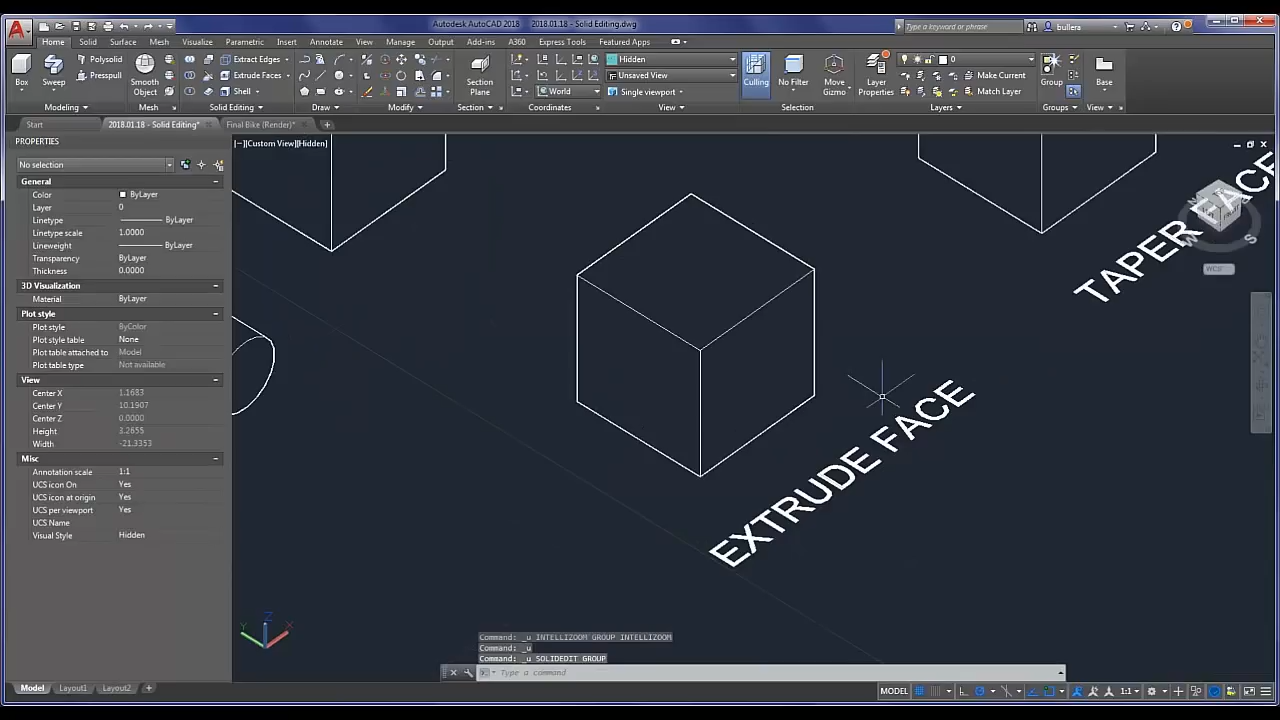 Autodesk AutoCAD 2018   2018.01.18 - Solid Editing.dwg
Type a keyword or phrase
bullera
Home Solid Surface Mesh Visualize Parametric Insert Annotate View Manage Output Add-ins A360 Express Tools Featured Apps
Box
Sweep
Polysolid
Presspull
Smooth
Object
Extract Edges
Extrude Faces
Shell
Section
Plane
World
Hidden
Unsaved View
Single viewport
Culling
No Filter
Move
Gizmo
Layer
Properties
0
Make Current
Match Layer
Group
Base
Modeling
Mesh
Solid Editing
Draw
Modify
Section
Coordinates
View
Selection
Layers
Groups
View
Start
2018.01.18 - Solid Editing*
Final Bike (Render)*
PROPERTIES
No selection
General
Color ByLayer
Layer 0
Linetype ByLayer
Linetype scale 1.0000
Lineweight ByLayer
Transparency ByLayer
Thickness 0.0000
3D Visualization
Material ByLayer
Plot style
Plot style ByColor
Plot style table None
Plot table attached to Model
Plot table type Not available
View
Center X 1.1683
Center Y 10.1907
Center Z 0.0000
Height 3.2655
Width -21.3353
Misc
Annotation scale 1:1
UCS icon On Yes
UCS icon at origin Yes
UCS per viewport Yes
UCS Name
Visual Style Hidden
[−][Custom View][Hidden]
TAPER FACE
EXTRUDE FACE
W
S
WCS
Y
Z
X
Command: _u INTELLIZOOM GROUP INTELLIZOOM
Command: _u
Command: _u SOLIDEDIT GROUP
Type a command
Model Layout1 Layout2 +
MODEL
1:1